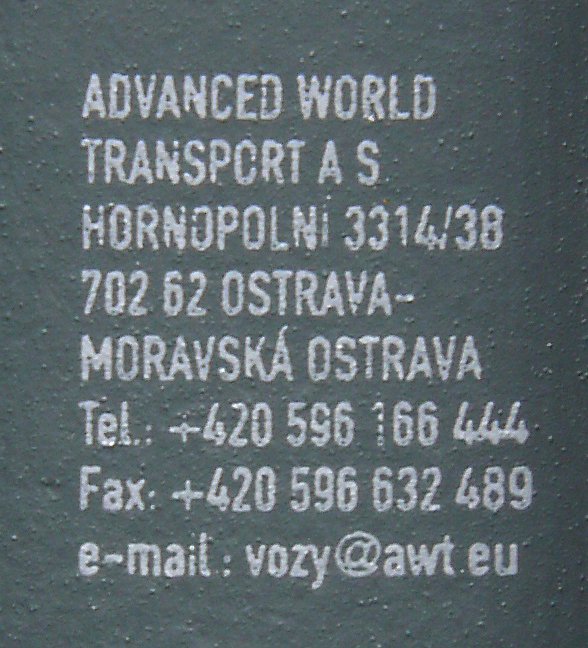 ADVANCED WORLD
TRANSPORT A S
HORNOPOLNÍ 3314/38
702 62 OSTRAVA-
MORAVSKÁ OSTRAVA
Tel.: +420 596 166 444
Fax: +420 596 632 489
e-mail: vozy@awt.eu